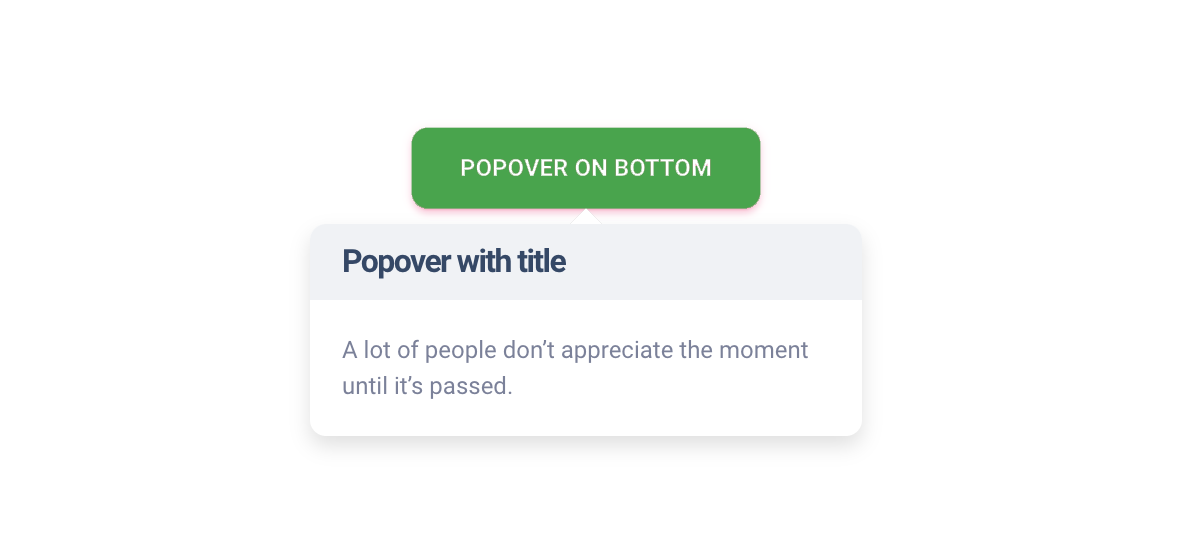 POPOVER ON BOTTOM
Popover with title
A lot of people don’t appreciate the moment
until it’s passed.